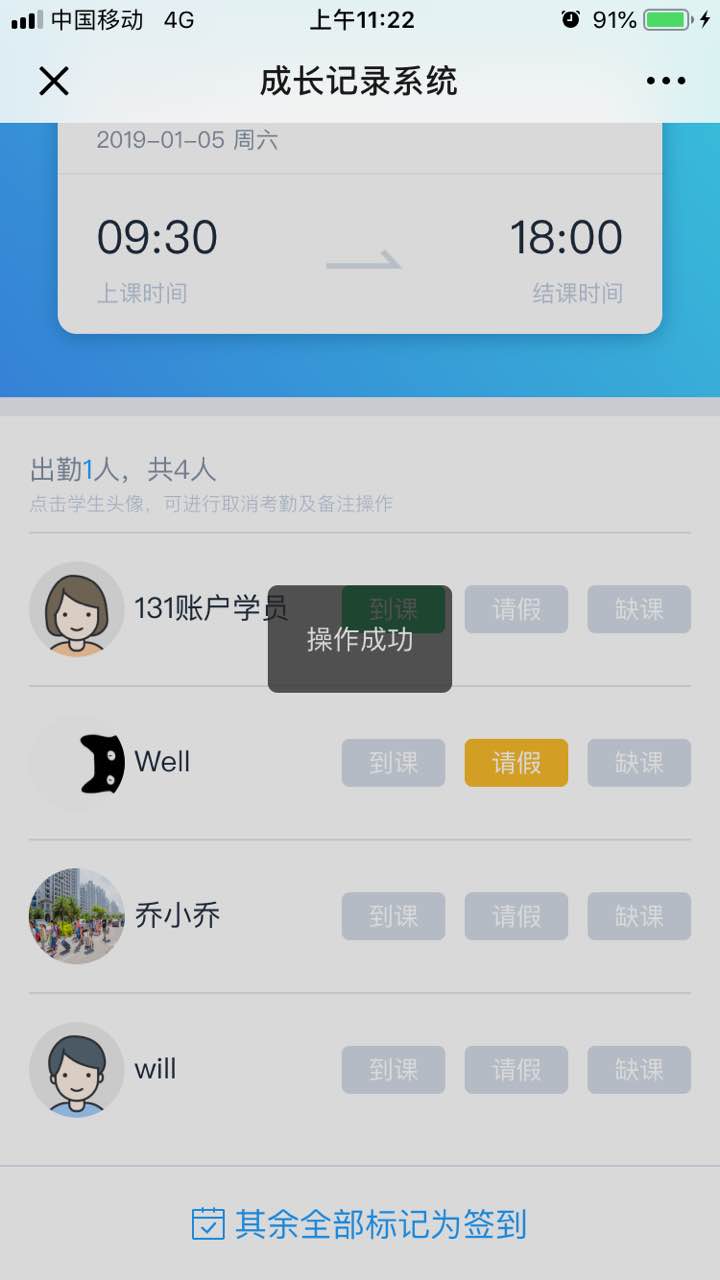 中国移动 4G 上午11:22 91%
成长记录系统
2019-01-05 周六
09:30 18:00
上课时间 结课时间
出勤1人，共4人
点击学生头像，可进行取消考勤及备注操作
131账户学员 到课 请假 缺课
操作成功
Well 到课 请假 缺课
乔小乔 到课 请假 缺课
will 到课 请假 缺课
其余全部标记为签到